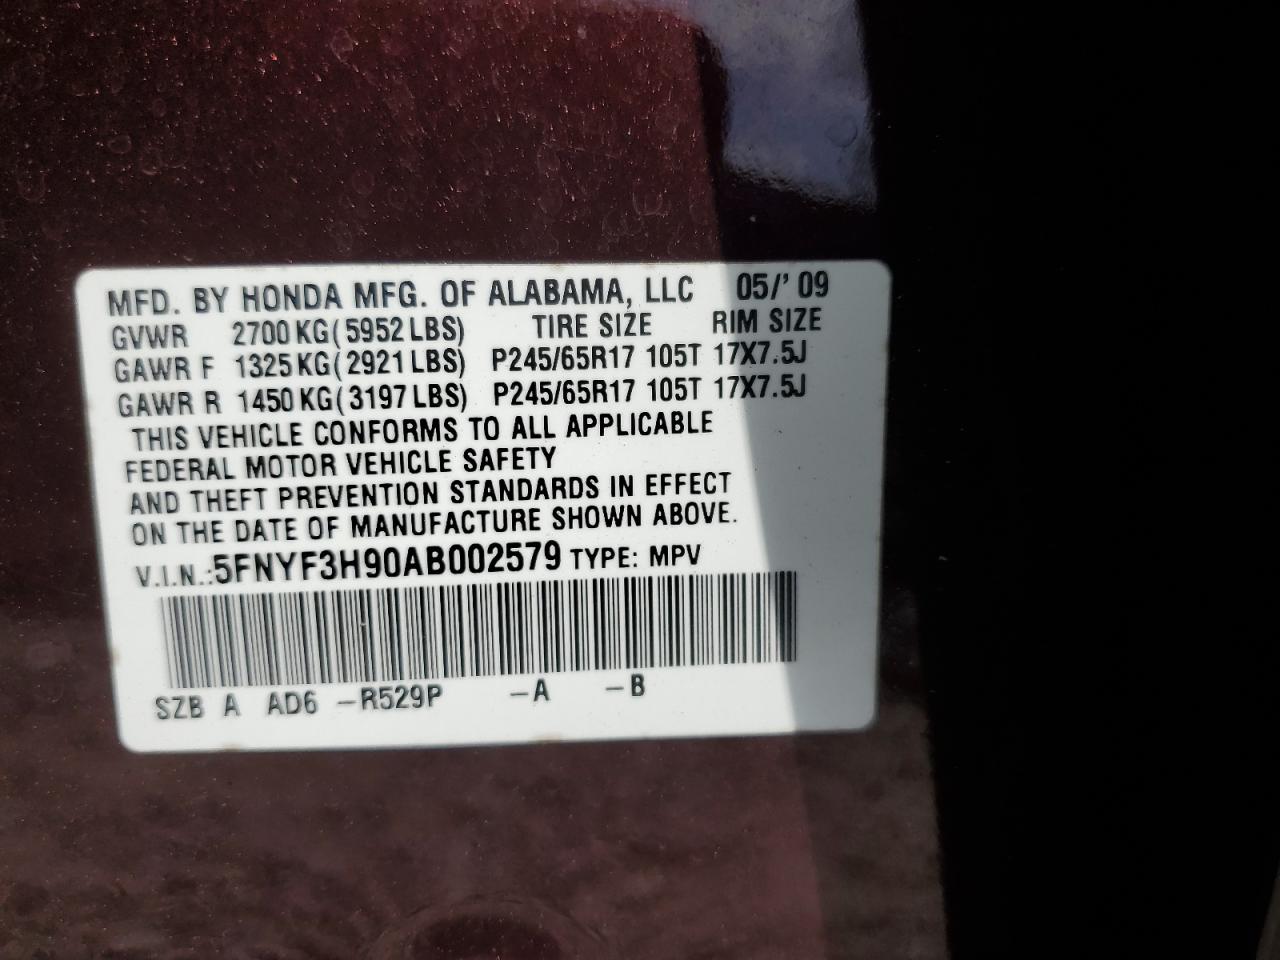 MFD. BY HONDA MFG. OF ALABAMA, LLC 05/'09
GVWR 2700 KG (5952 LBS) TIRE SIZE RIM SIZE
GAWR F 1325 KG (2921 LBS) P245/65R17 105T 17X7.5J
GAWR R 1450 KG (3197 LBS) P245/65R17 105T 17X7.5J
THIS VEHICLE CONFORMS TO ALL APPLICABLE
FEDERAL MOTOR VEHICLE SAFETY
AND THEFT PREVENTION STANDARDS IN EFFECT
ON THE DATE OF MANUFACTURE SHOWN ABOVE.
V.I.N.:5FNYF3H90AB002579 TYPE: MPV
SZB A AD6 -R529P -A -B